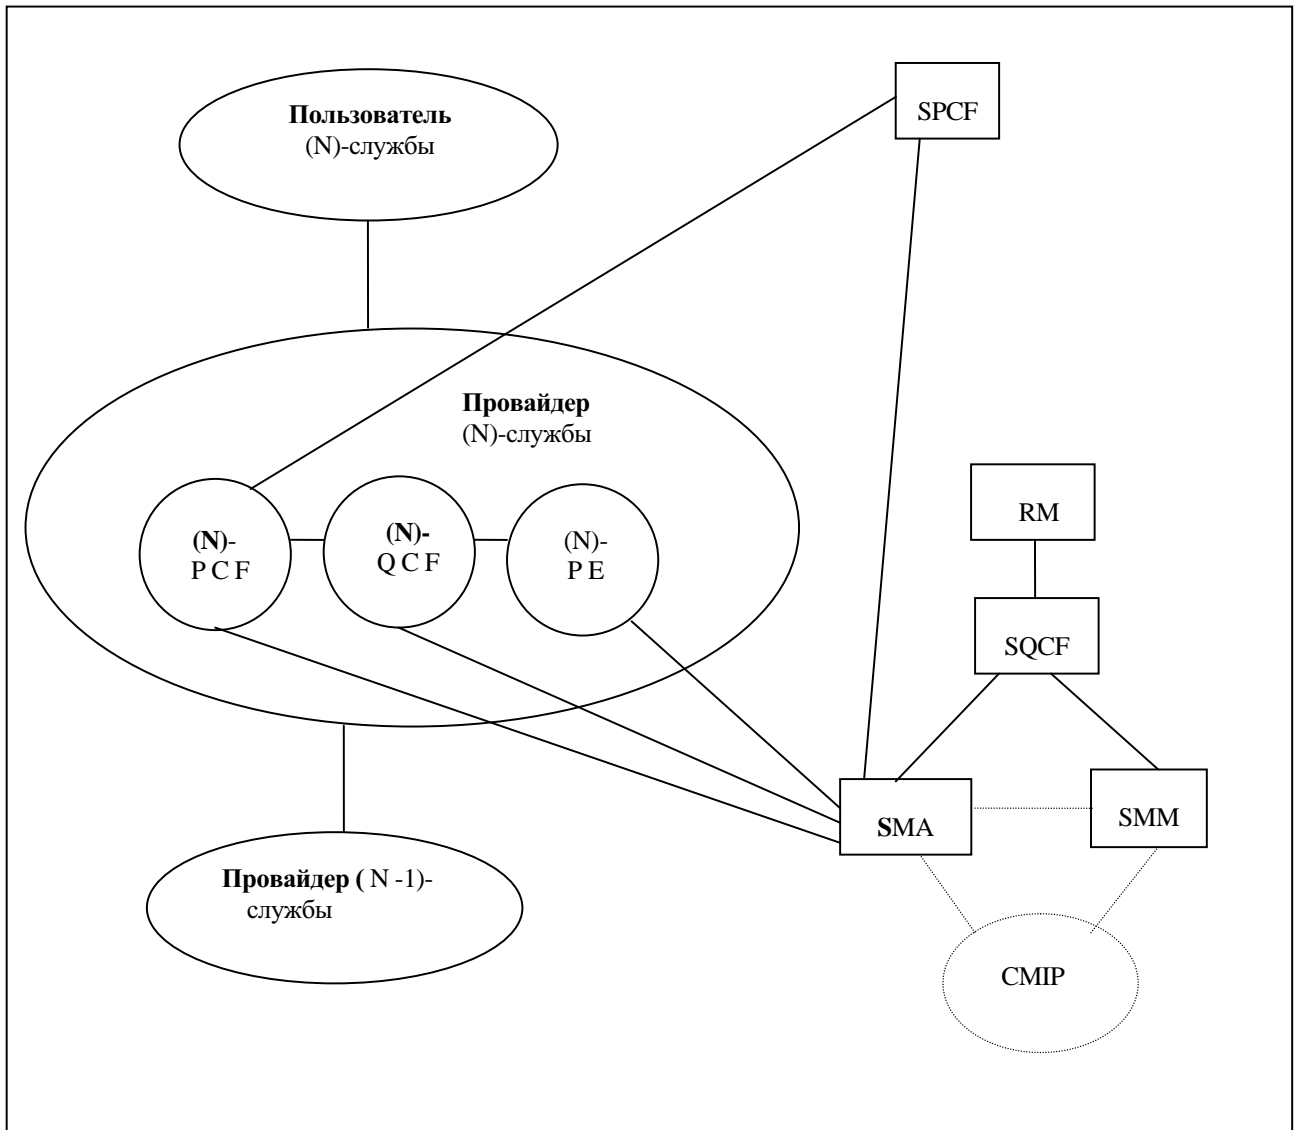 Пользователь
(N)-службы
SPCF
Провайдер
(N)-службы
(N)-
P C F
(N)-
Q C F
(N)-
P E
RM
SQCF
SMA
SMM
Провайдер ( N -1)-
службы
CMIP